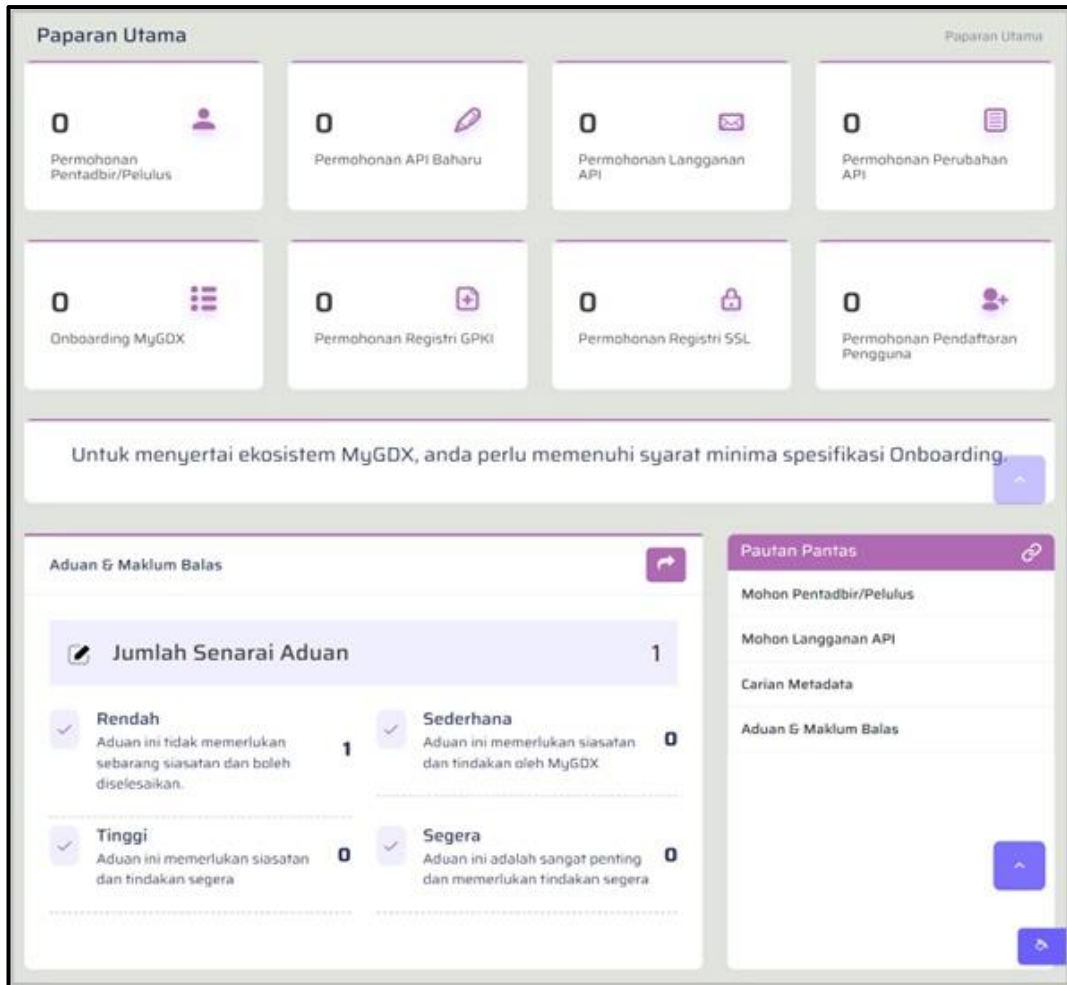 Paparan Utama
Paparan Utama
0
Permohonan
Pentadbir/Pelulus
0
Permohonan API Baharu
0
Permohonan Langganan
API
0
Permohonan Perubahan
API
0
Onboarding MyGDX
0
Permohonan Registri GPKI
0
Permohonan Registri SSL
0
Permohonan Pendaftaran
Pengguna
Untuk menyertai ekosistem MyGDX, anda perlu memenuhi syarat minima spesifikasi Onboarding.
Aduan & Maklum Balas
Jumlah Senarai Aduan 1
Rendah
Aduan ini tidak memerlukan
sebarang siasatan dan boleh
diselesaikan.
1
Sederhana
Aduan ini memerlukan siasatan
dan tindakan oleh MyGDX
0
Tinggi
Aduan ini memerlukan siasatan
dan tindakan segera
0
Segera
Aduan ini adalah sangat penting
dan memerlukan tindakan segera
0
Pautan Pantas
Mohon Pentadbir/Pelulus
Mohon Langganan API
Carian Metadata
Aduan & Maklum Balas